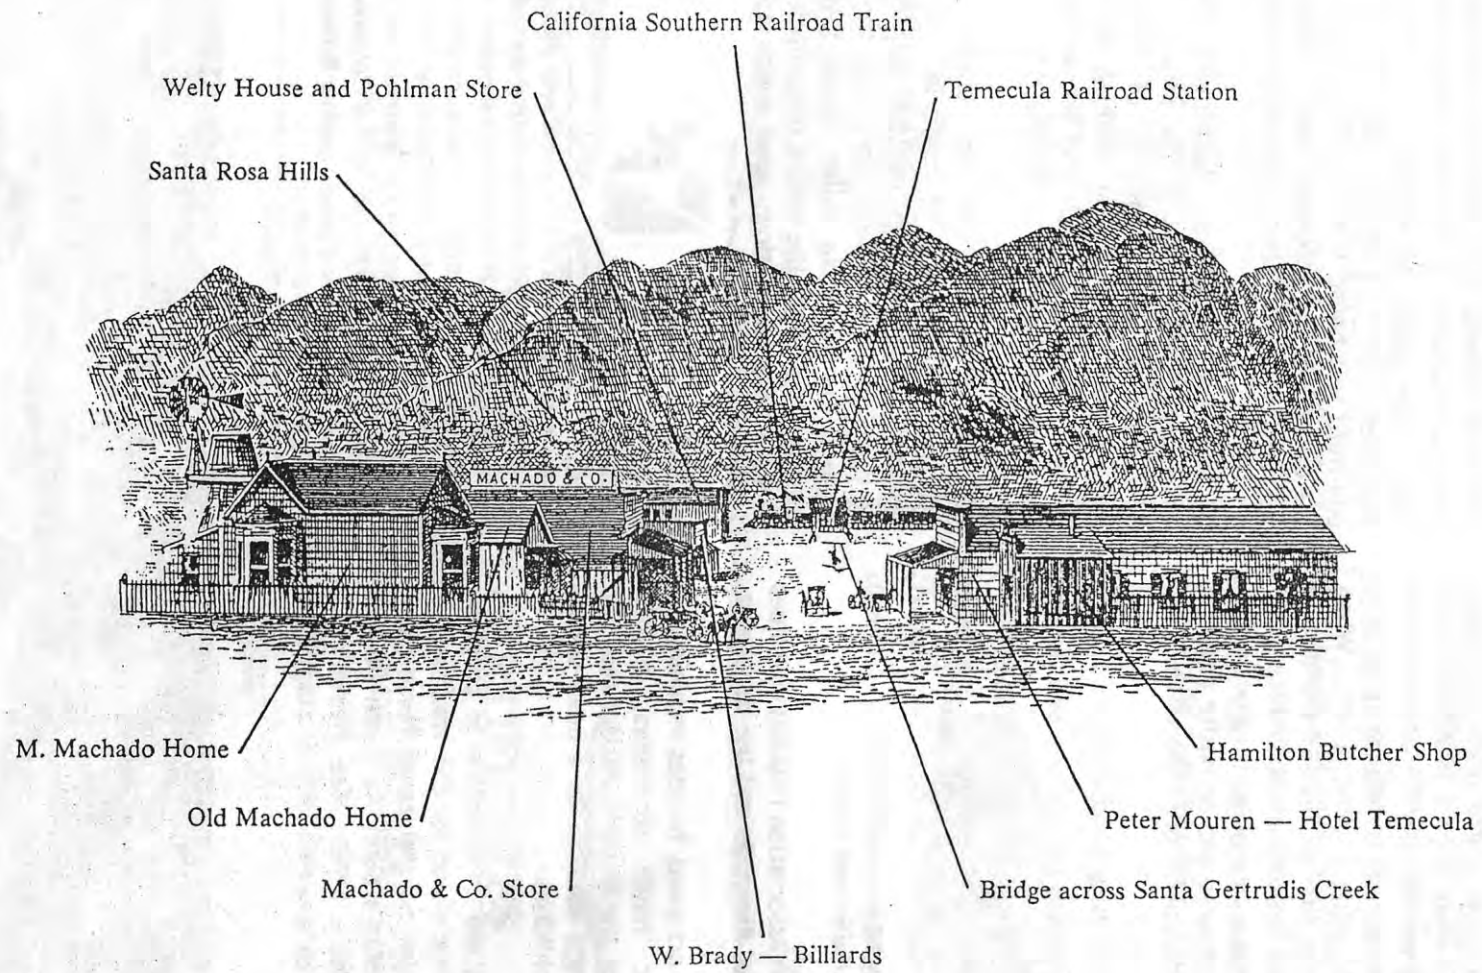 California Southern Railroad Train
Welty House and Pohlman Store
Temecula Railroad Station
Santa Rosa Hills
MACHADO & CO.
M. Machado Home
Hamilton Butcher Shop
Old Machado Home
Peter Mouren — Hotel Temecula
Machado & Co. Store
Bridge across Santa Gertrudis Creek
W. Brady — Billiards